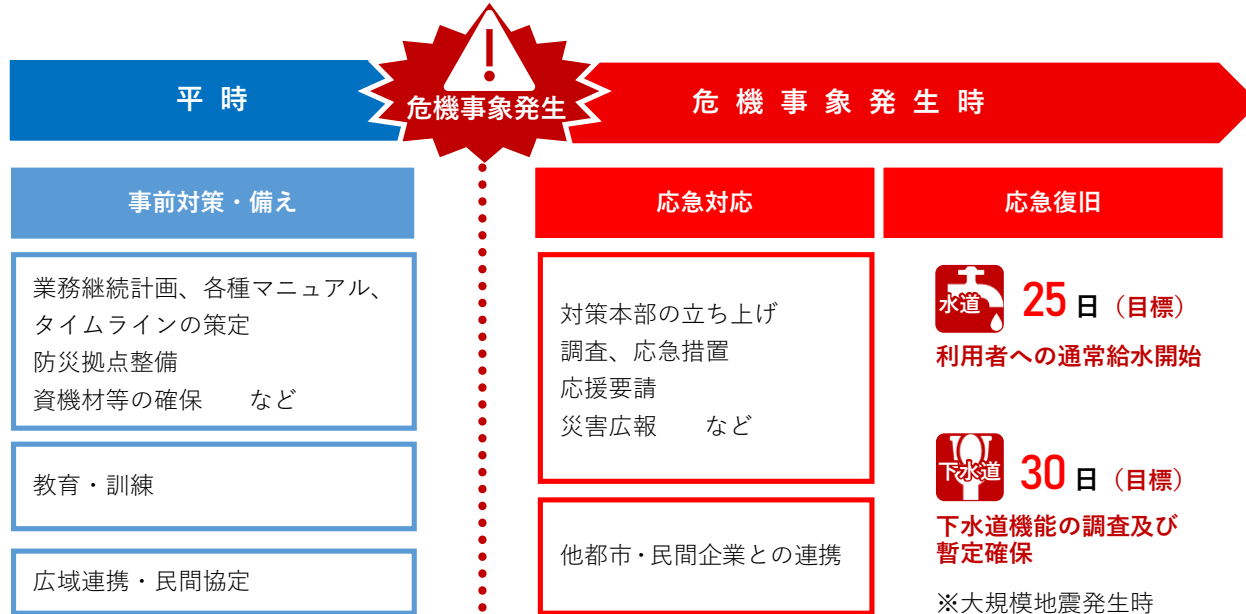 平時
危機事象発生
危機事象発生時
事前対策・備え
業務継続計画、各種マニュアル、
タイムラインの策定
防災拠点整備
資機材等の確保　　など
教育・訓練
広域連携・民間協定
応急対応
対策本部の立ち上げ
調査、応急措置
応援要請
災害広報　　など
他都市・民間企業との連携
応急復旧
水道 25日（目標）
利用者への通常給水開始
下水道 30日（目標）
下水道機能の調査及び
暫定確保
※大規模地震発生時